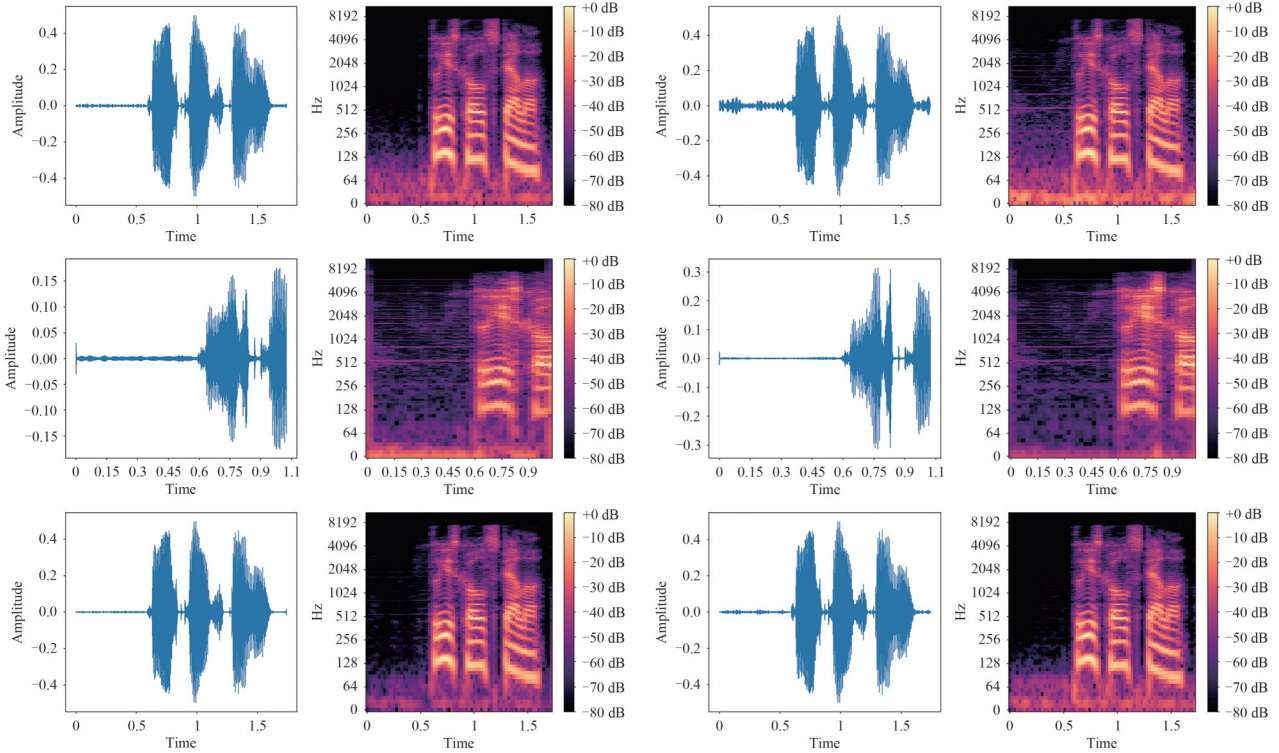 Amplitude
0.4
0.2
0.0
−0.2
−0.4
0 0.5 1 1.5
Time
Hz
8192
4096
2048
1024
512
256
128
64
0
0 0.5 1 1.5
Time
+0 dB
−10 dB
−20 dB
−30 dB
−40 dB
−50 dB
−60 dB
−70 dB
−80 dB
Amplitude
0.4
0.2
0.0
−0.2
−0.4
0 0.5 1 1.5
Time
Hz
8192
4096
2048
1024
512
256
128
64
0
0 0.5 1 1.5
Time
+0 dB
−10 dB
−20 dB
−30 dB
−40 dB
−50 dB
−60 dB
−70 dB
−80 dB
Amplitude
0.15
0.10
0.05
0.00
−0.05
−0.10
−0.15
0 0.15 0.3 0.45 0.6 0.75 0.9 1.1
Time
Hz
8192
4096
2048
1024
512
256
128
64
0
0 0.15 0.3 0.45 0.6 0.75 0.9
Time
+0 dB
−10 dB
−20 dB
−30 dB
−40 dB
−50 dB
−60 dB
−70 dB
−80 dB
Amplitude
0.3
0.2
0.1
0.0
−0.1
−0.2
−0.3
0 0.15 0.3 0.45 0.6 0.75 0.9 1.1
Time
Hz
8192
4096
2048
1024
512
256
128
64
0
0 0.15 0.3 0.45 0.6 0.75 0.9
Time
+0 dB
−10 dB
−20 dB
−30 dB
−40 dB
−50 dB
−60 dB
−70 dB
−80 dB
Amplitude
0.4
0.2
0.0
−0.2
−0.4
0 0.5 1 1.5
Time
Hz
8192
4096
2048
1024
512
256
128
64
0
0 0.5 1 1.5
Time
+0 dB
−10 dB
−20 dB
−30 dB
−40 dB
−50 dB
−60 dB
−70 dB
−80 dB
Amplitude
0.4
0.2
0.0
−0.2
−0.4
0 0.5 1 1.5
Time
Hz
8192
4096
2048
1024
512
256
128
64
0
0 0.5 1 1.5
Time
+0 dB
−10 dB
−20 dB
−30 dB
−40 dB
−50 dB
−60 dB
−70 dB
−80 dB